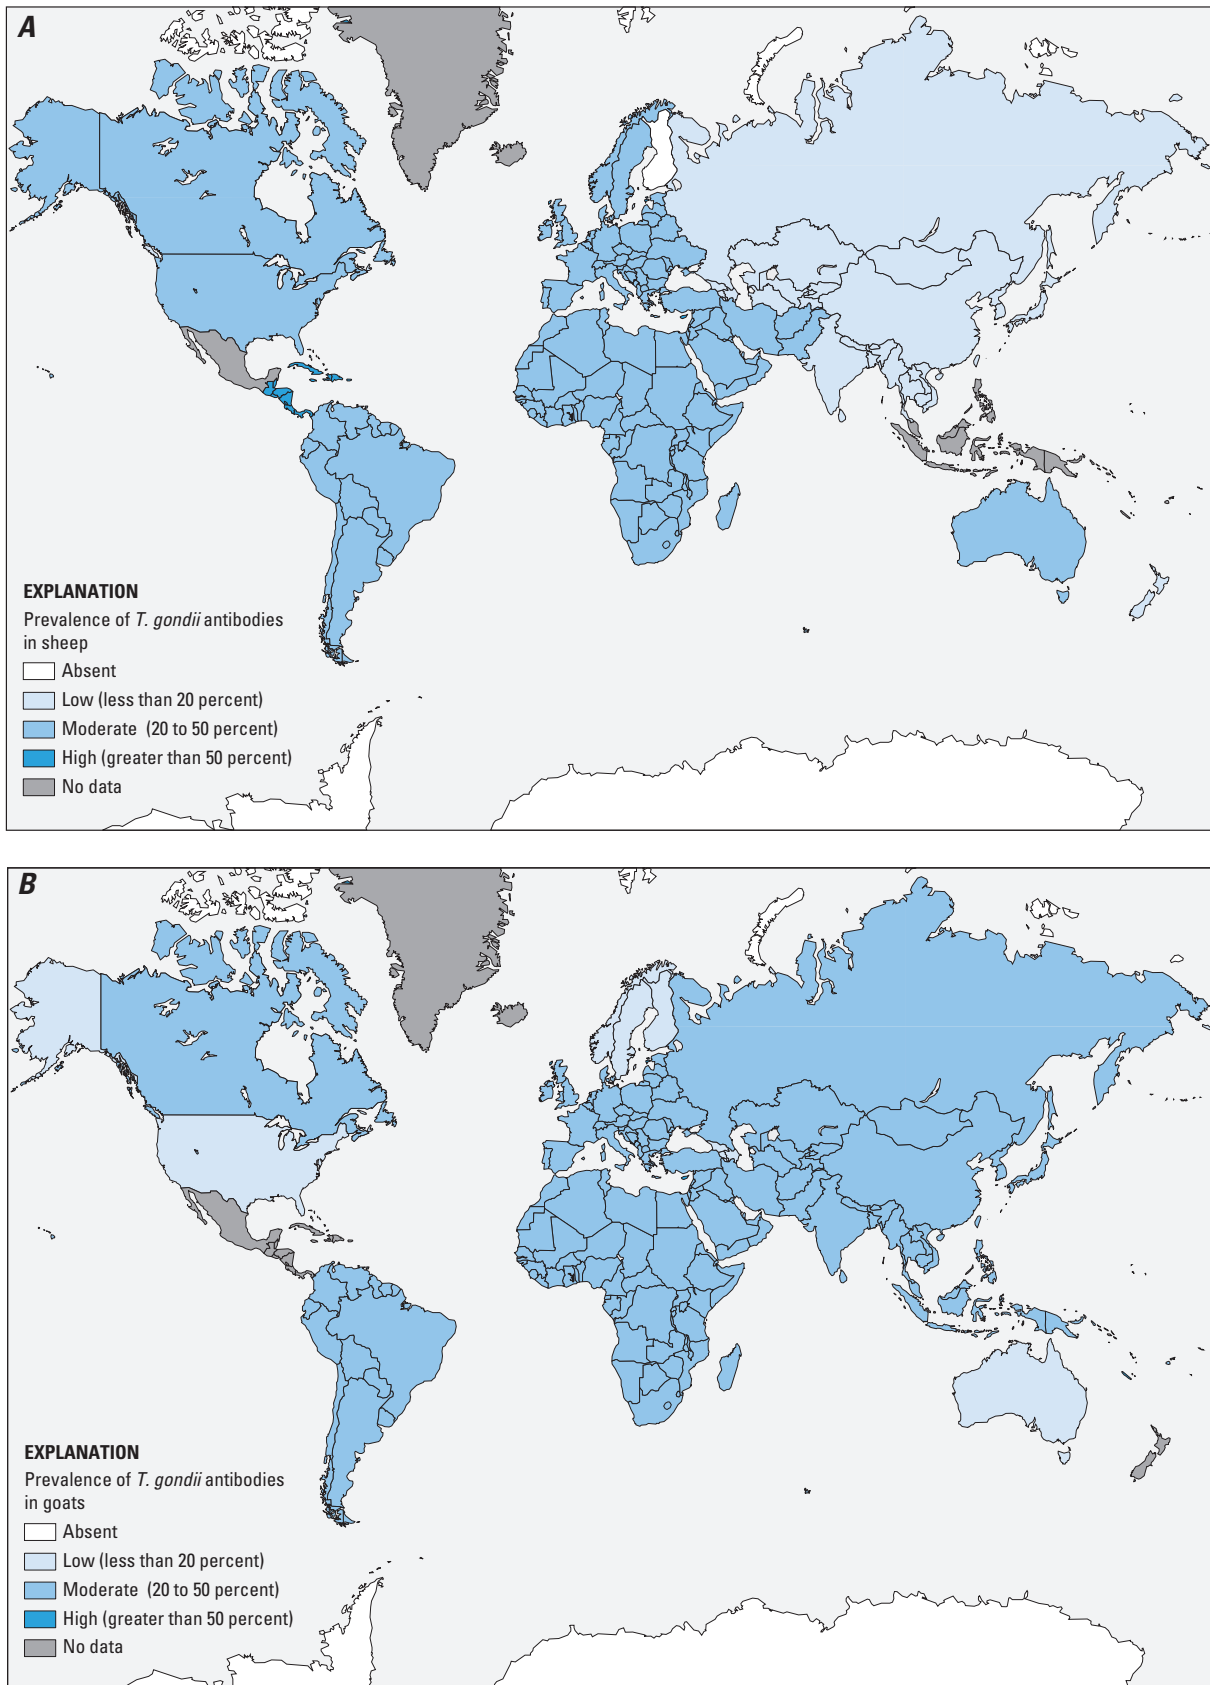 A
EXPLANATION
Prevalence of T. gondii antibodies
in sheep
Absent
Low (less than 20 percent)
Moderate (20 to 50 percent)
High (greater than 50 percent)
No data
B
EXPLANATION
Prevalence of T. gondii antibodies
in goats
Absent
Low (less than 20 percent)
Moderate (20 to 50 percent)
High (greater than 50 percent)
No data